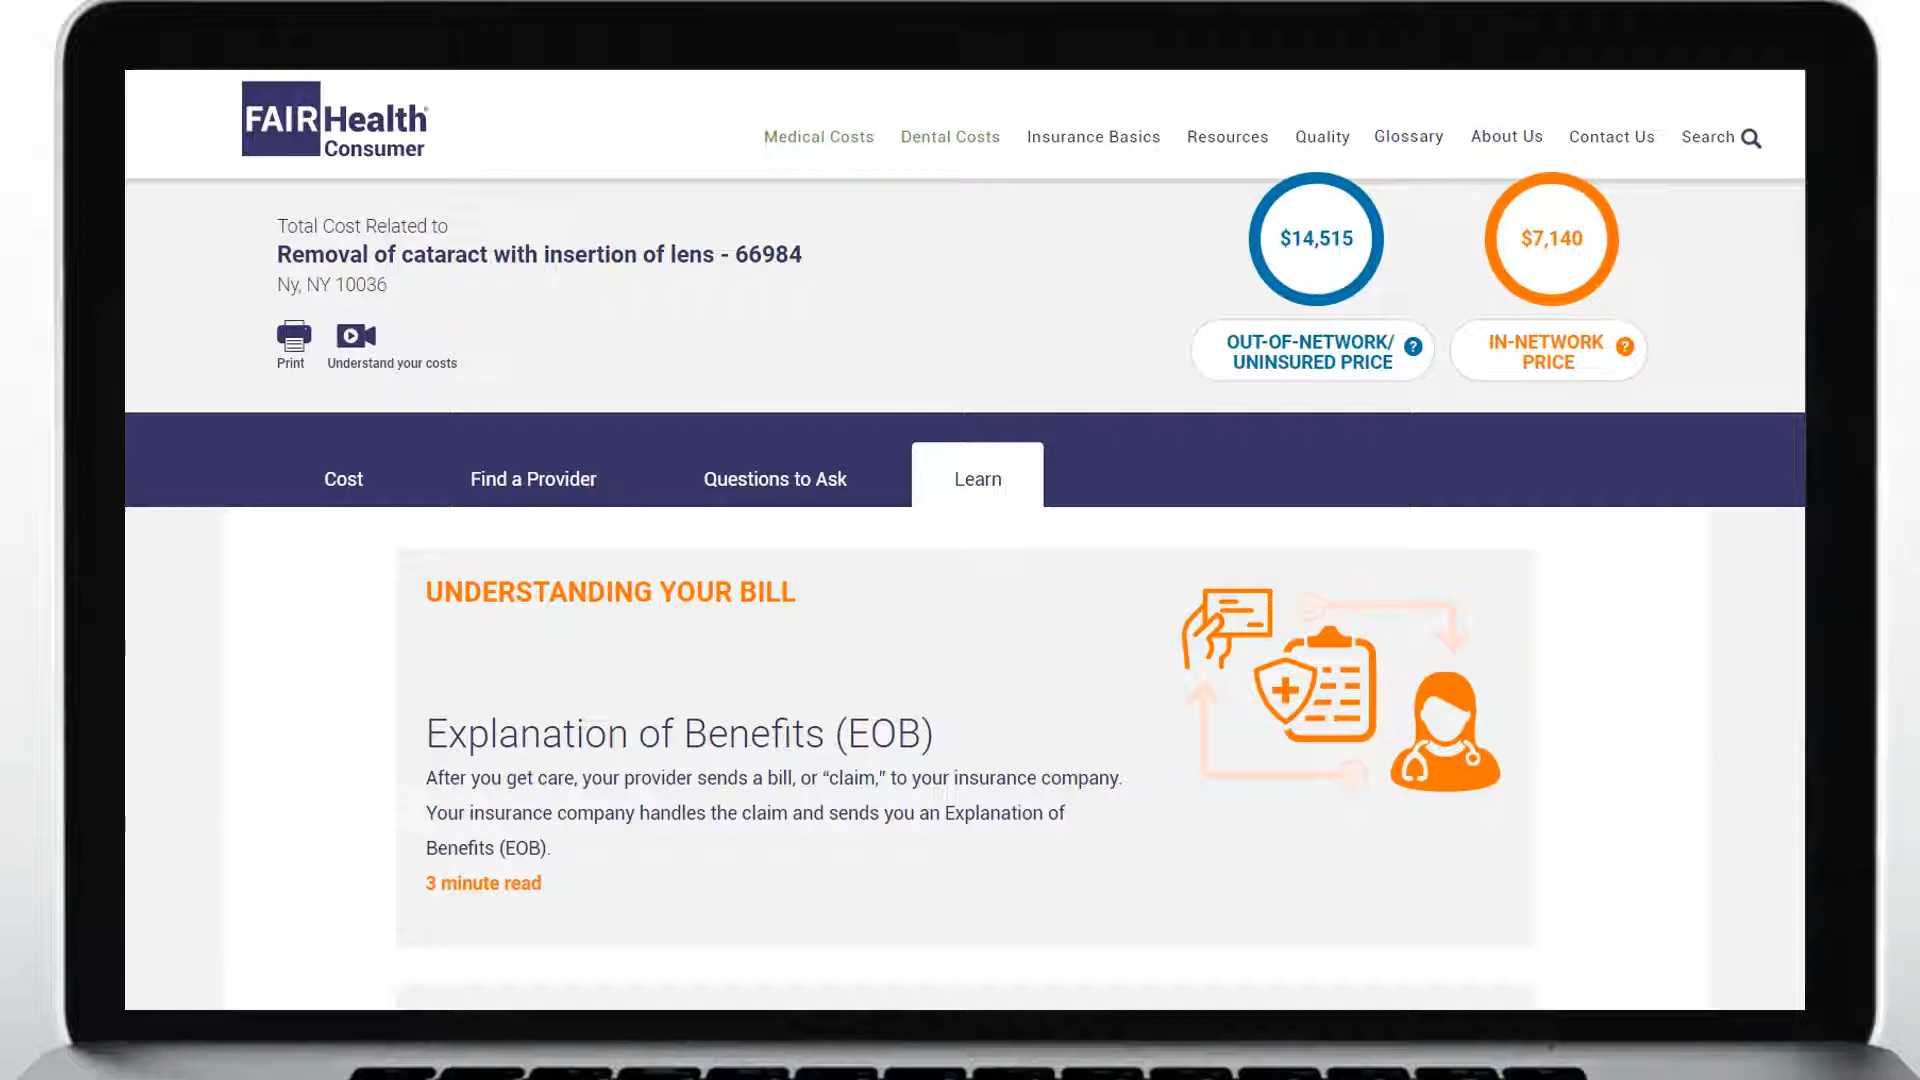 FAIR Health
Consumer
Medical Costs Dental Costs Insurance Basics Resources Quality Glossary About Us Contact Us Search
Total Cost Related to
Removal of cataract with insertion of lens - 66984
Ny, NY 10036
Print Understand your costs
$14,515
$7,140
OUT-OF-NETWORK/
UNINSURED PRICE ?
IN-NETWORK
PRICE ?
Cost Find a Provider Questions to Ask Learn
UNDERSTANDING YOUR BILL
Explanation of Benefits (EOB)
After you get care, your provider sends a bill, or “claim,” to your insurance company.
Your insurance company handles the claim and sends you an Explanation of
Benefits (EOB).
3 minute read